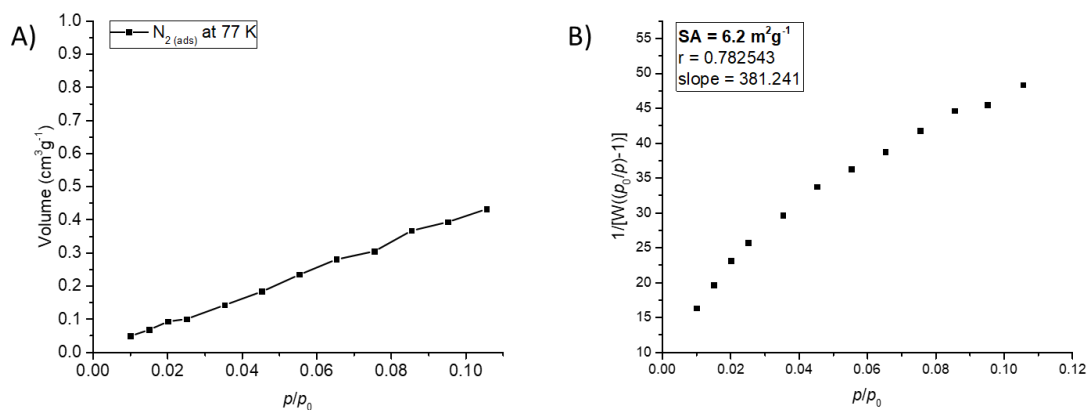 A)
N2 (ads) at 77 K
1.0
0.9
0.8
0.7
0.6
0.5
0.4
0.3
0.2
0.1
0.0
Volume (cm³g⁻¹)
0.00 0.02 0.04 0.06 0.08 0.10
p/p₀
B)
SA = 6.2 m²g⁻¹
r = 0.782543
slope = 381.241
55
50
45
40
35
30
25
20
15
10
1/[W((p₀/p)-1)]
0.00 0.02 0.04 0.06 0.08 0.10 0.12
p/p₀